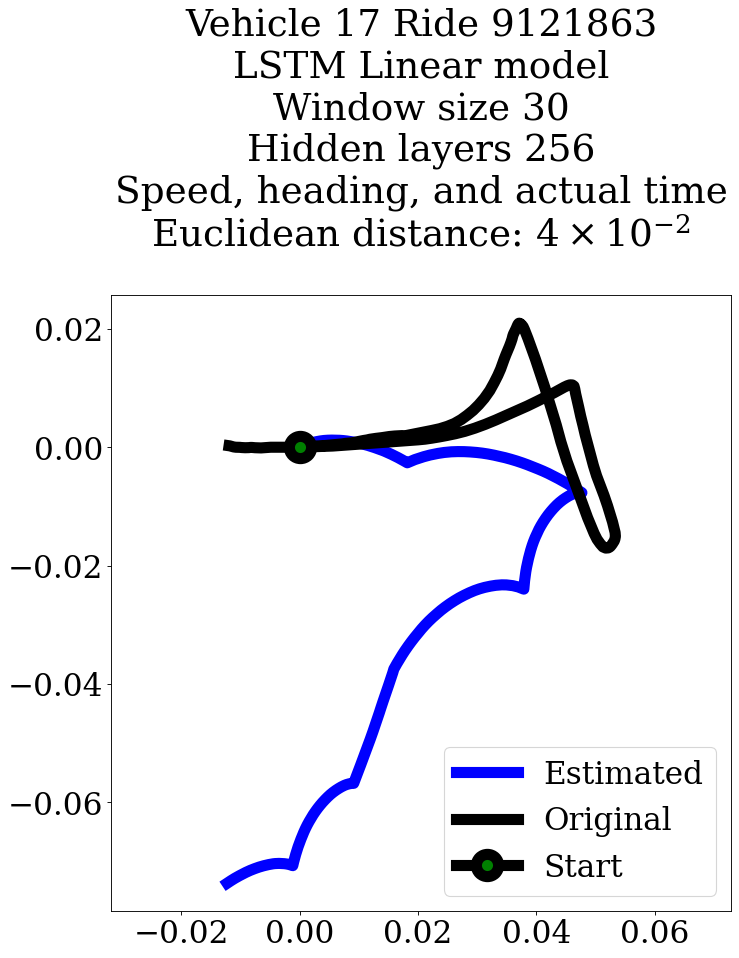 Vehicle 17 Ride 9121863
LSTM Linear model
Window size 30
Hidden layers 256
Speed, heading, and actual time
Euclidean distance: 4 × 10⁻²
0.02
0.00
−0.02
−0.04
−0.06
Estimated
Original
Start
−0.02 0.00 0.02 0.04 0.06